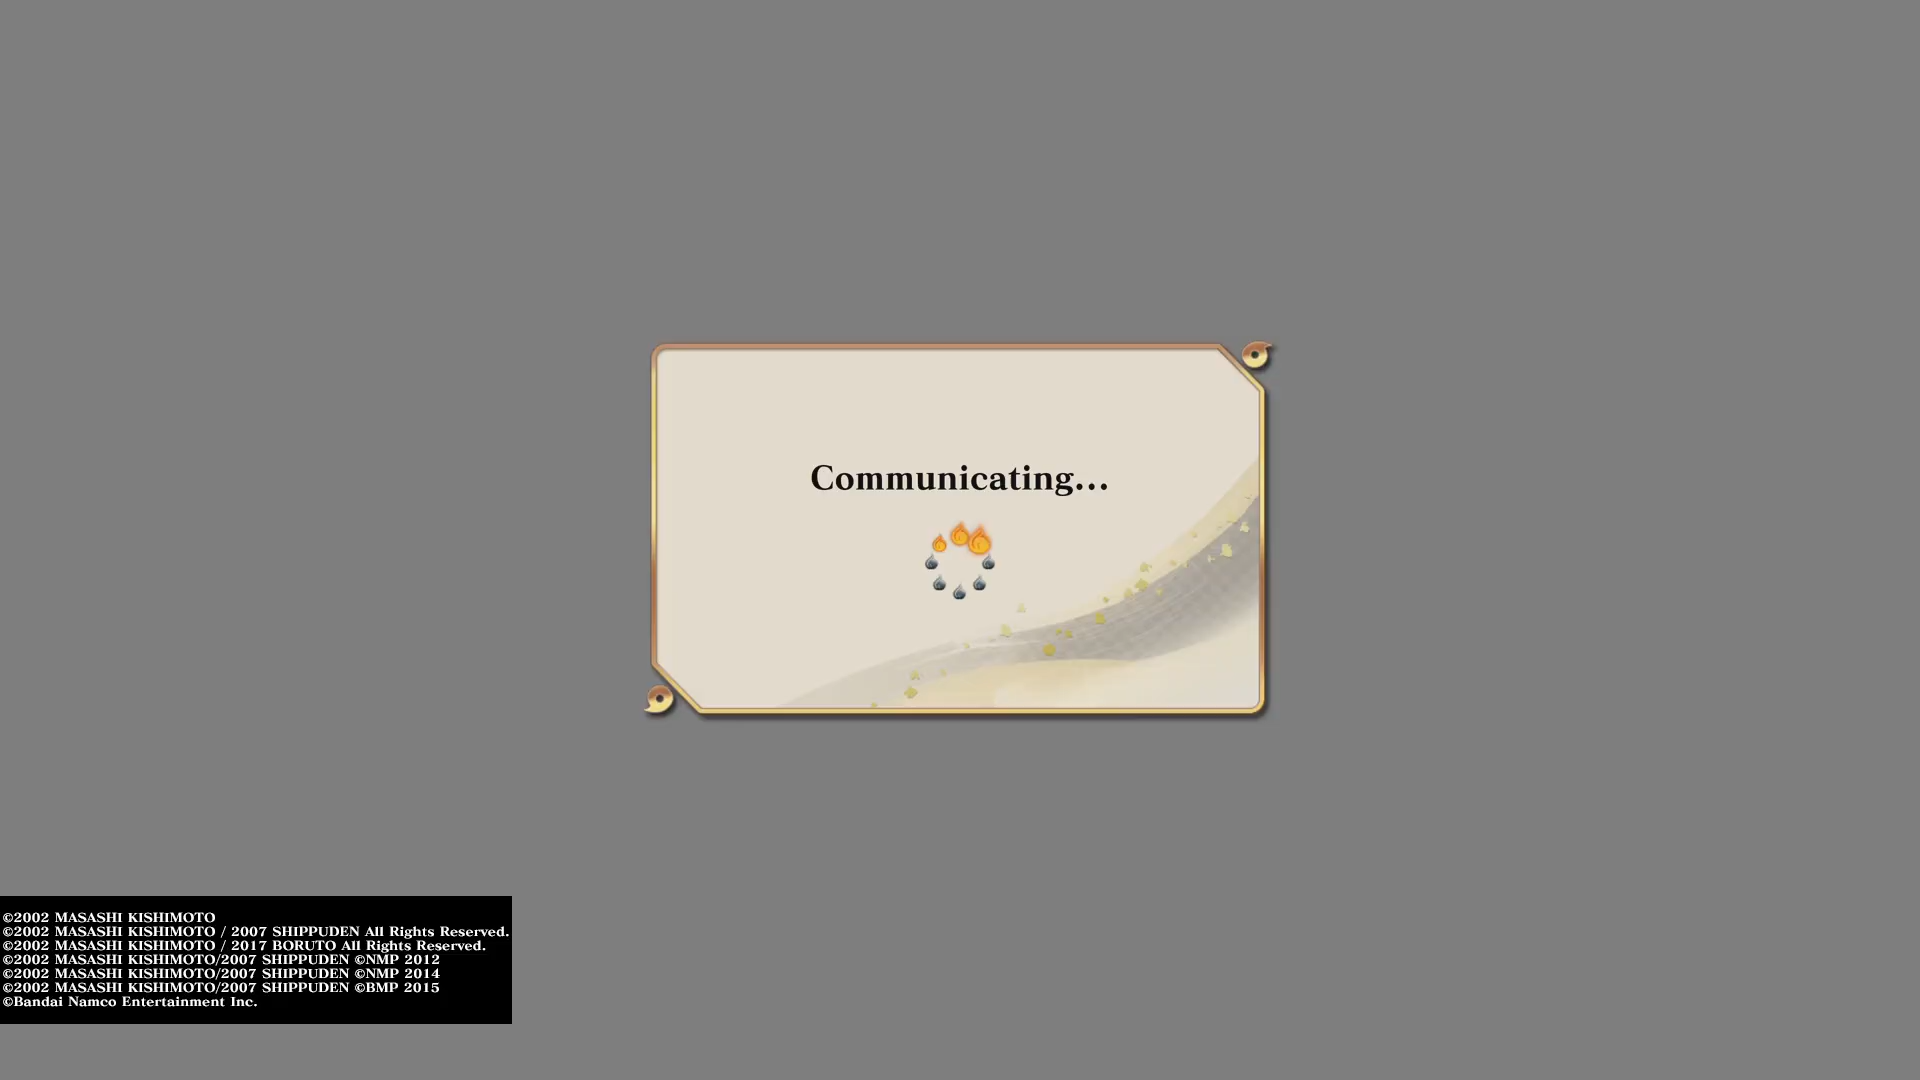 Communicating...
©2002 MASASHI KISHIMOTO
©2002 MASASHI KISHIMOTO / 2007 SHIPPUDEN All Rights Reserved.
©2002 MASASHI KISHIMOTO / 2017 BORUTO All Rights Reserved.
©2002 MASASHI KISHIMOTO/2007 SHIPPUDEN ©NMP 2012
©2002 MASASHI KISHIMOTO/2007 SHIPPUDEN ©NMP 2014
©2002 MASASHI KISHIMOTO/2007 SHIPPUDEN ©BMP 2015
©Bandai Namco Entertainment Inc.